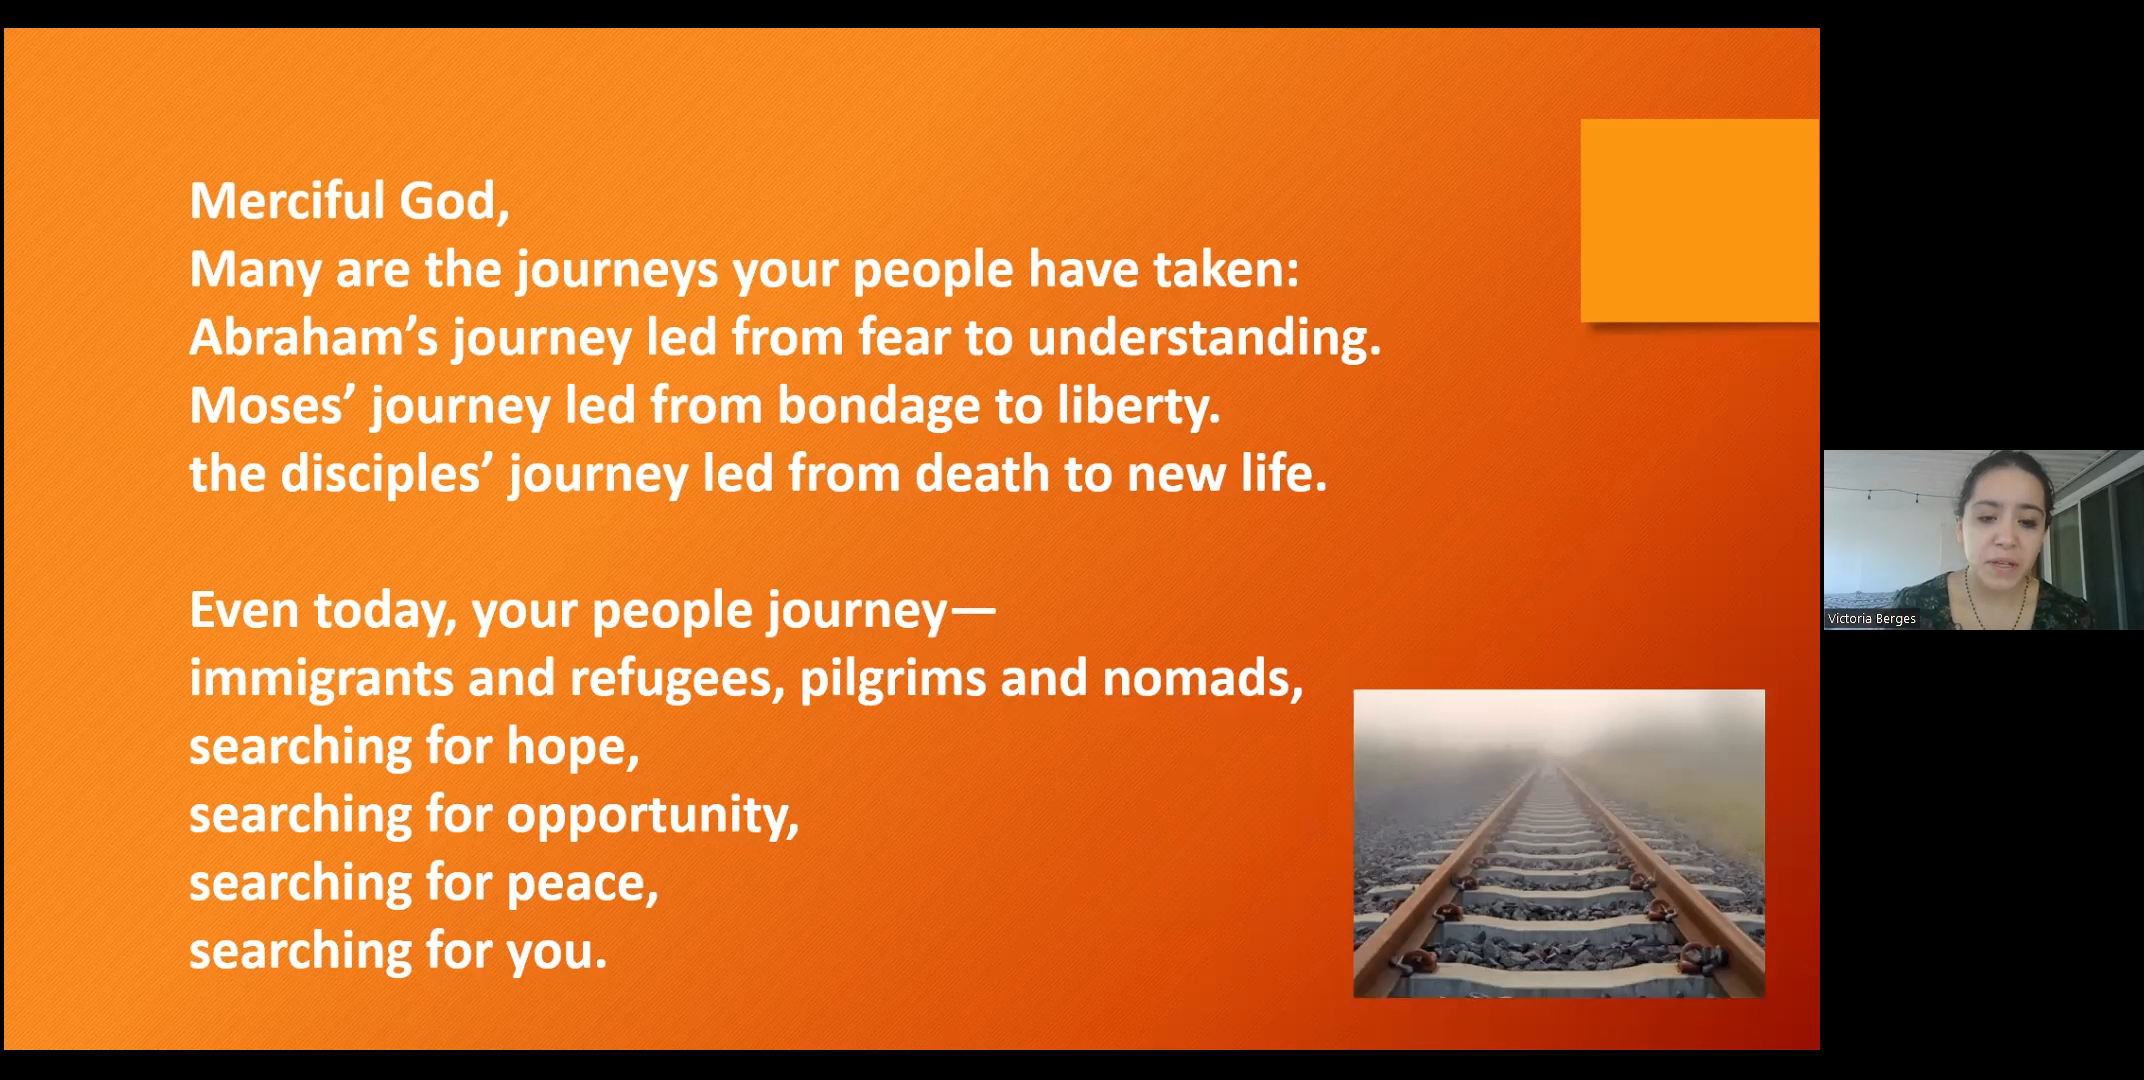 Merciful God,
Many are the journeys your people have taken:
Abraham’s journey led from fear to understanding.
Moses’ journey led from bondage to liberty.
the disciples’ journey led from death to new life.
Even today, your people journey—
immigrants and refugees, pilgrims and nomads,
searching for hope,
searching for opportunity,
searching for peace,
searching for you.
Victoria Berges